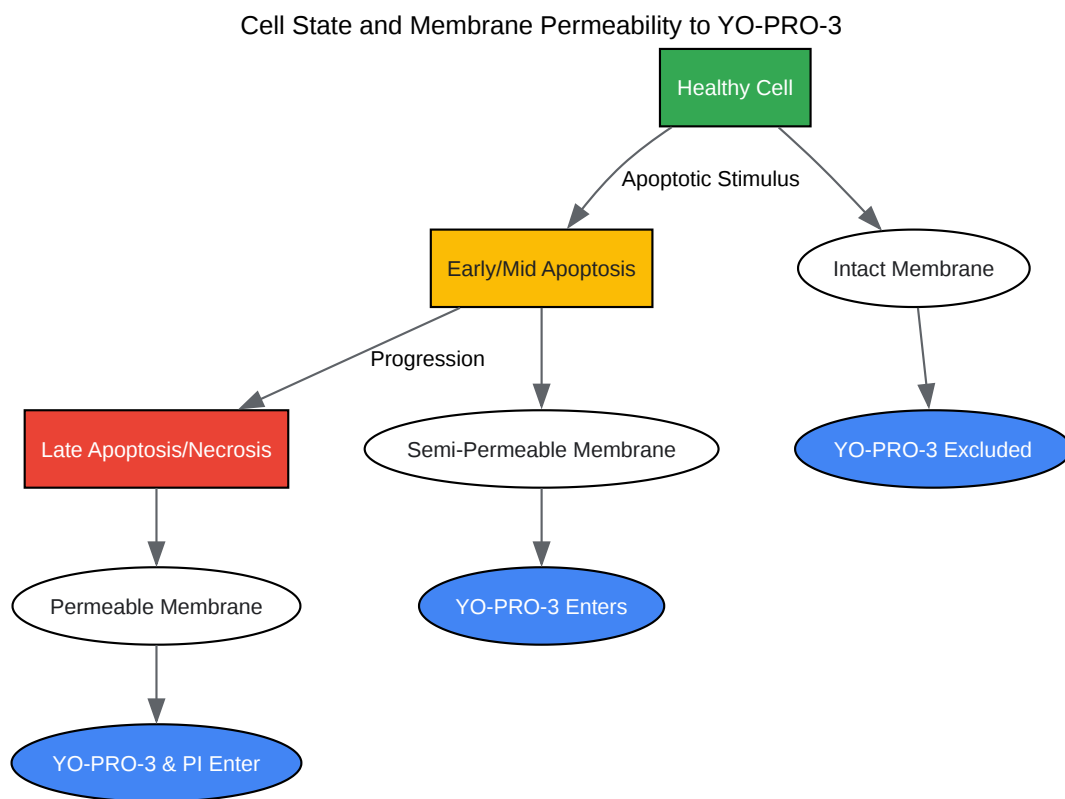 Cell State and Membrane Permeability to YO-PRO-3
Healthy Cell
Apoptotic Stimulus
Early/Mid Apoptosis
Intact Membrane
Progression
Late Apoptosis/Necrosis
Semi-Permeable Membrane
YO-PRO-3 Excluded
Permeable Membrane
YO-PRO-3 Enters
YO-PRO-3 & PI Enter